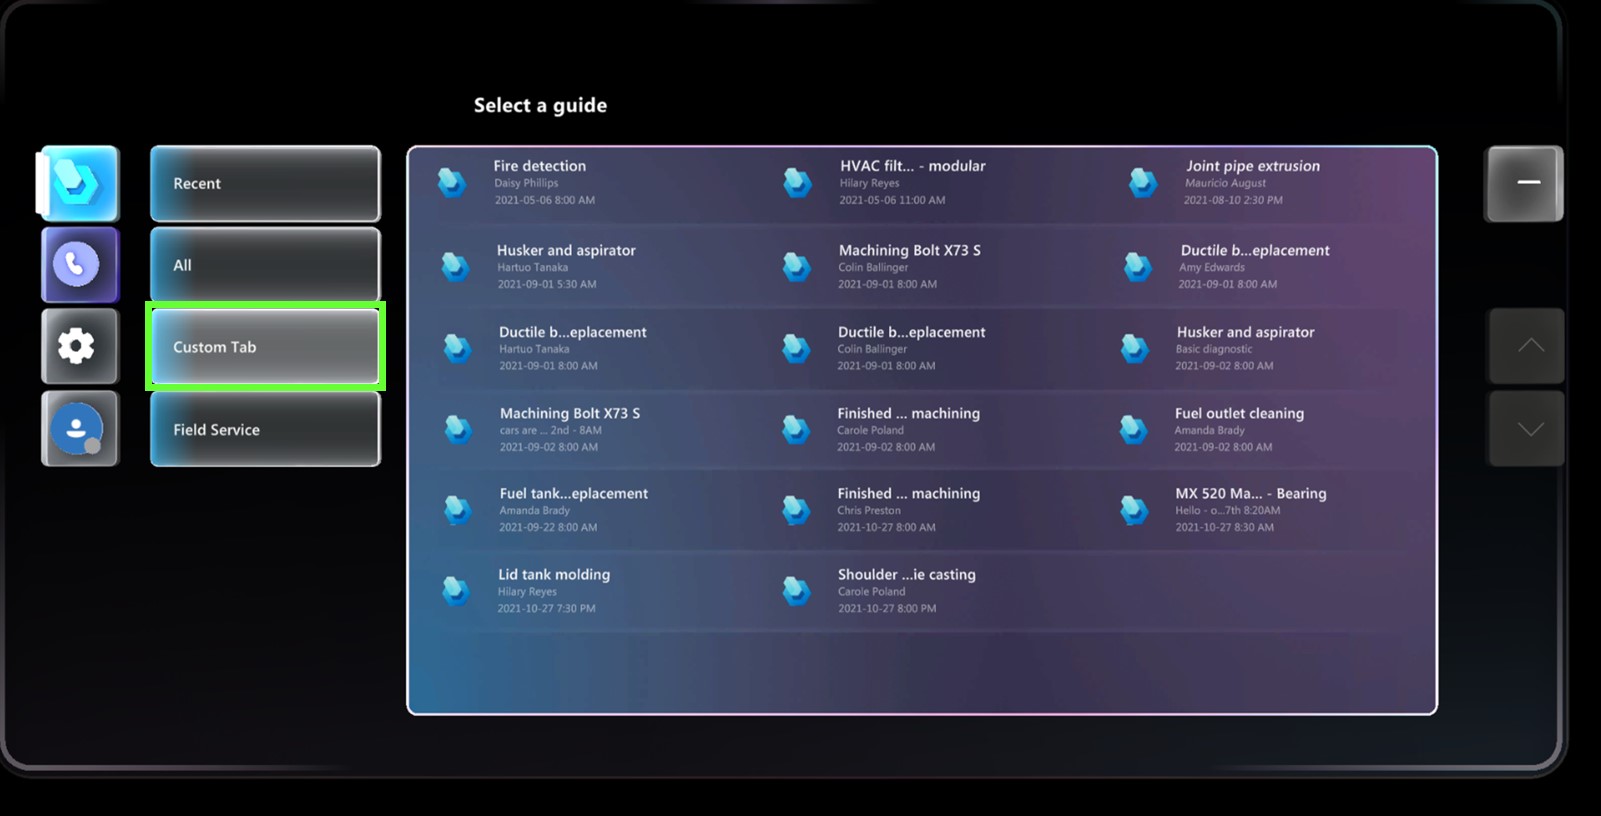 Select a guide
Recent
All
Custom Tab
Field Service
Fire detection
Daisy Phillips
2021-05-06 8:00 AM
HVAC filt... - modular
Hilary Reyes
2021-05-06 11:00 AM
Joint pipe extrusion
Mauricio August
2021-08-10 2:30 PM
Husker and aspirator
Hartuo Tanaka
2021-09-01 5:30 AM
Machining Bolt X73 S
Colin Ballinger
2021-09-01 8:00 AM
Ductile b...eplacement
Amy Edwards
2021-09-01 8:00 AM
Ductile b...eplacement
Hartuo Tanaka
2021-09-01 8:00 AM
Ductile b...eplacement
Colin Ballinger
2021-09-01 8:00 AM
Husker and aspirator
Basic diagnostic
2021-09-02 8:00 AM
Machining Bolt X73 S
cars are ... 2nd - 8AM
2021-09-02 8:00 AM
Finished ... machining
Carole Poland
2021-09-02 8:00 AM
Fuel outlet cleaning
Amanda Brady
2021-09-02 8:00 AM
Fuel tank...eplacement
Amanda Brady
2021-09-22 8:00 AM
Finished ... machining
Chris Preston
2021-10-27 8:00 AM
MX 520 Ma... - Bearing
Hello - o...7th 8:20AM
2021-10-27 8:30 AM
Lid tank molding
Hilary Reyes
2021-10-27 7:30 PM
Shoulder ...ie casting
Carole Poland
2021-10-27 8:00 PM